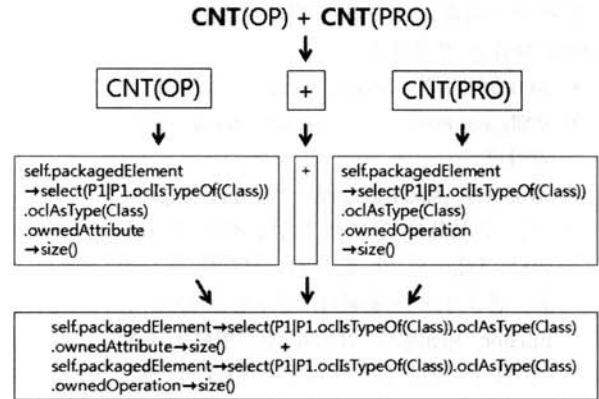 CNT(OP) + CNT(PRO)
CNT(OP)
+
CNT(PRO)
self.packagedElement
→select(P1|P1.oclIsTypeOf(Class))
.oclAsType(Class)
.ownedAttribute
→size()
+
self.packagedElement
→select(P1|P1.oclIsTypeOf(Class))
.oclAsType(Class)
.ownedOperation
→size()
self.packagedElement→select(P1|P1.oclIsTypeOf(Class)).oclAsType(Class)
.ownedAttribute→size() +
self.packagedElement→select(P1|P1.oclIsTypeOf(Class)).oclAsType(Class)
.ownedOperation→size()